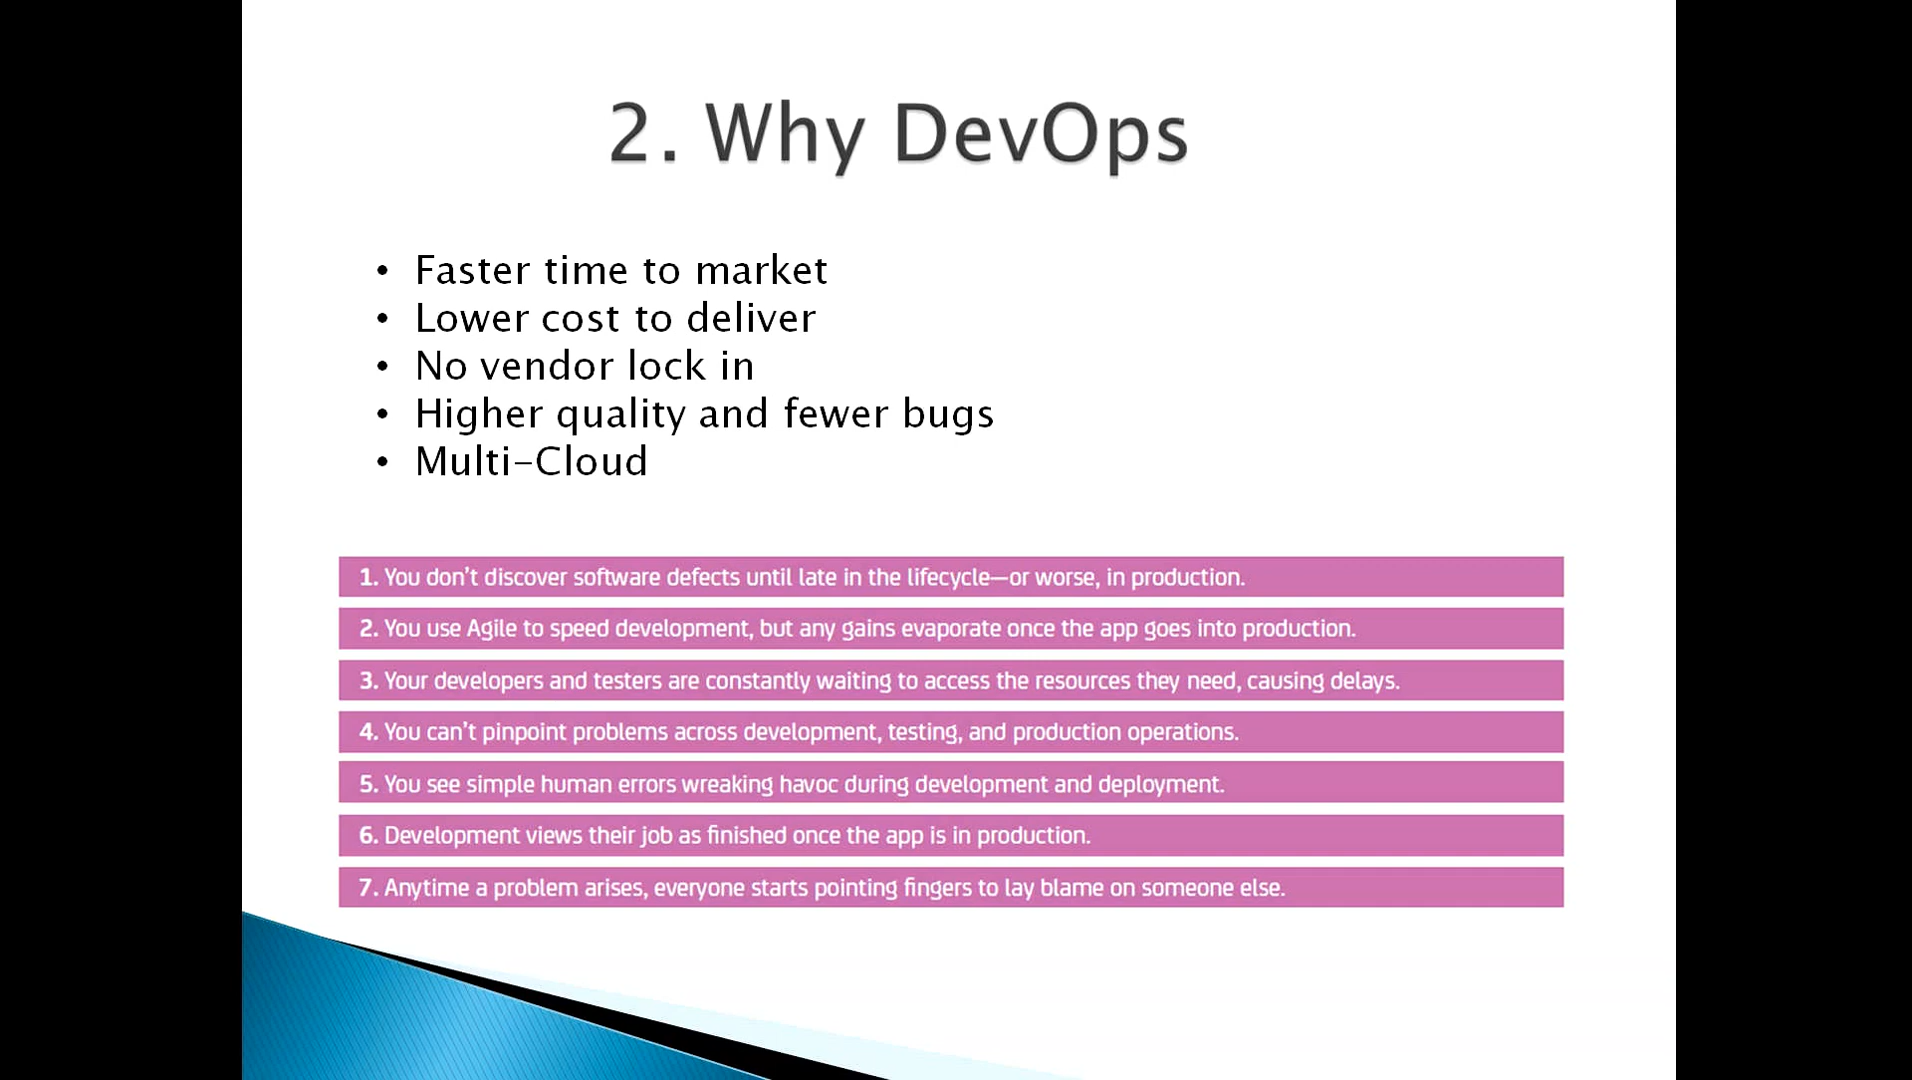 2. Why DevOps
• Faster time to market
• Lower cost to deliver
• No vendor lock in
• Higher quality and fewer bugs
• Multi-Cloud
1. You don't discover software defects until late in the lifecycle—or worse, in production.
2. You use Agile to speed development, but any gains evaporate once the app goes into production.
3. Your developers and testers are constantly waiting to access the resources they need, causing delays.
4. You can't pinpoint problems across development, testing, and production operations.
5. You see simple human errors wreaking havoc during development and deployment.
6. Development views their job as finished once the app is in production.
7. Anytime a problem arises, everyone starts pointing fingers to lay blame on someone else.